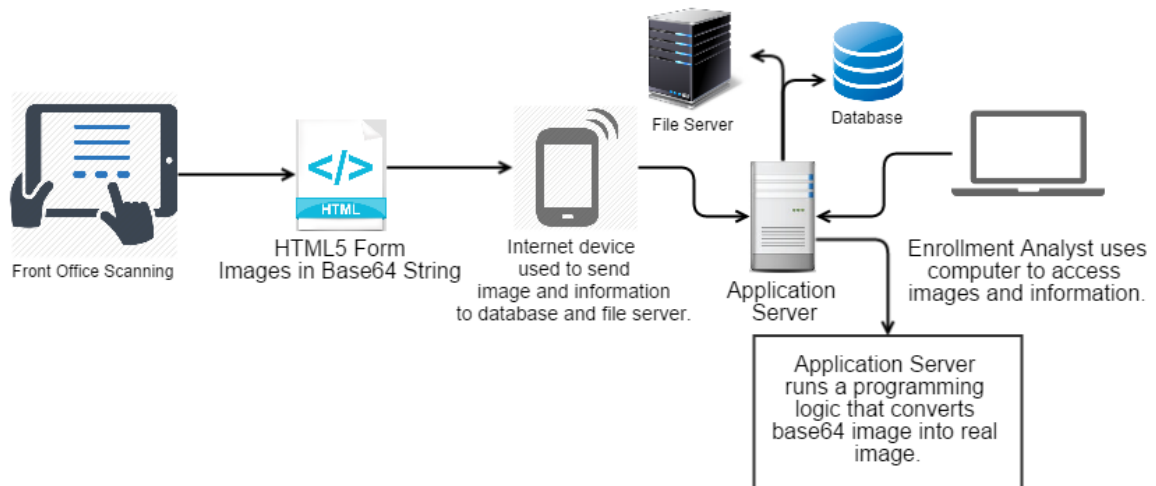 File Server
Database
</>
HTML
Front Office Scanning
HTML5 Form
Images in Base64 String
Internet device
used to send
image and information
to database and file server.
Application
Server
Enrollment Analyst uses
computer to access
images and information.
Application Server
runs a programming
logic that converts
base64 image into real
image.